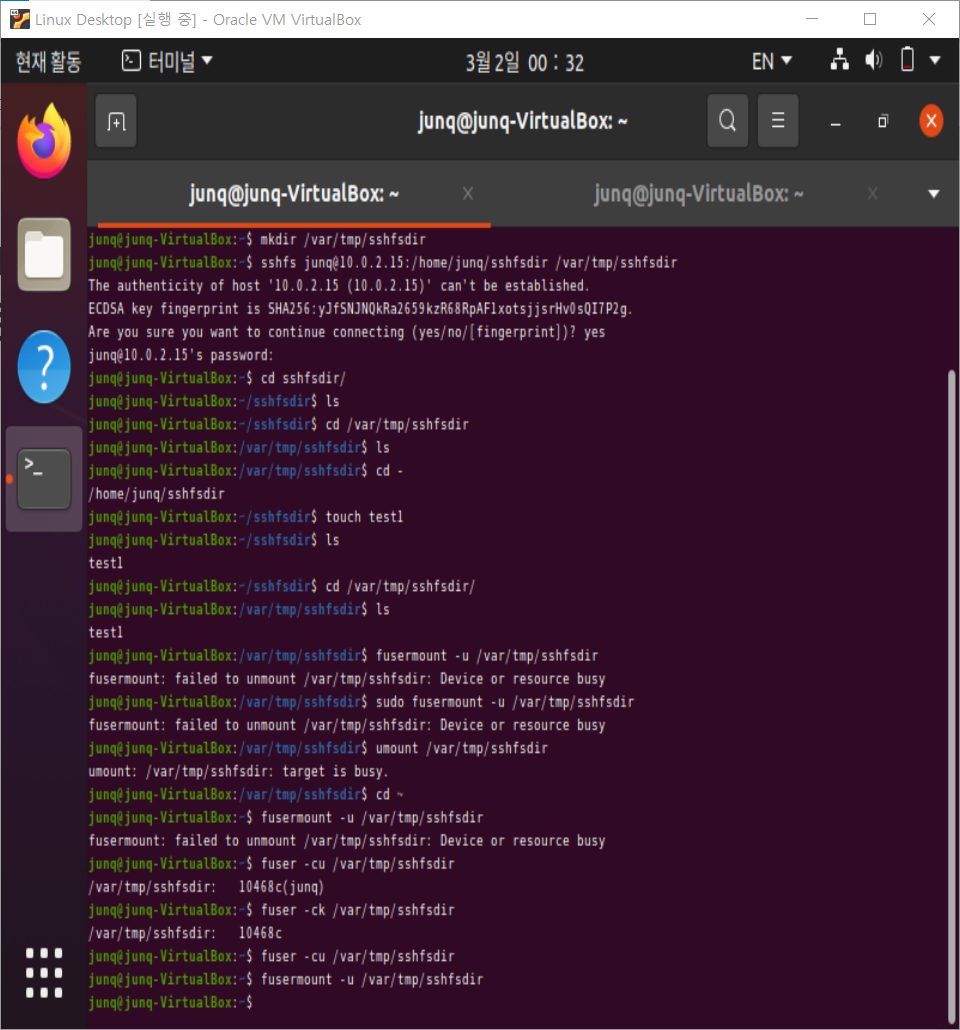 Linux Desktop [실행 중] - Oracle VM VirtualBox
현재 활동 터미널 3월 2일 00 : 32 EN
junq@junq-VirtualBox: ~
junq@junq-VirtualBox: ~ × junq@junq-VirtualBox: ~ ×
junq@junq-VirtualBox:~$ mkdir /var/tmp/sshfsdir
junq@junq-VirtualBox:~$ sshfs junq@10.0.2.15:/home/junq/sshfsdir /var/tmp/sshfsdir
The authenticity of host '10.0.2.15 (10.0.2.15)' can't be established.
ECDSA key fingerprint is SHA256:yJfSNJNQkRa2659kzR68RpAFlxotsjjsrHv0sQI7P2g.
Are you sure you want to continue connecting (yes/no/[fingerprint])? yes
junq@10.0.2.15's password:
junq@junq-VirtualBox:~$ cd sshfsdir/
junq@junq-VirtualBox:~/sshfsdir$ ls
junq@junq-VirtualBox:~/sshfsdir$ cd /var/tmp/sshfsdir
junq@junq-VirtualBox:/var/tmp/sshfsdir$ ls
junq@junq-VirtualBox:/var/tmp/sshfsdir$ cd -
/home/junq/sshfsdir
junq@junq-VirtualBox:~/sshfsdir$ touch test1
junq@junq-VirtualBox:~/sshfsdir$ ls
test1
junq@junq-VirtualBox:~/sshfsdir$ cd /var/tmp/sshfsdir/
junq@junq-VirtualBox:/var/tmp/sshfsdir$ ls
test1
junq@junq-VirtualBox:/var/tmp/sshfsdir$ fusermount -u /var/tmp/sshfsdir
fusermount: failed to unmount /var/tmp/sshfsdir: Device or resource busy
junq@junq-VirtualBox:/var/tmp/sshfsdir$ sudo fusermount -u /var/tmp/sshfsdir
fusermount: failed to unmount /var/tmp/sshfsdir: Device or resource busy
junq@junq-VirtualBox:/var/tmp/sshfsdir$ umount /var/tmp/sshfsdir
umount: /var/tmp/sshfsdir: target is busy.
junq@junq-VirtualBox:/var/tmp/sshfsdir$ cd ~
junq@junq-VirtualBox:~$ fusermount -u /var/tmp/sshfsdir
fusermount: failed to unmount /var/tmp/sshfsdir: Device or resource busy
junq@junq-VirtualBox:~$ fuser -cu /var/tmp/sshfsdir
/var/tmp/sshfsdir:   10468c(junq)
junq@junq-VirtualBox:~$ fuser -ck /var/tmp/sshfsdir
/var/tmp/sshfsdir:   10468c
junq@junq-VirtualBox:~$ fuser -cu /var/tmp/sshfsdir
junq@junq-VirtualBox:~$ fusermount -u /var/tmp/sshfsdir
junq@junq-VirtualBox:~$